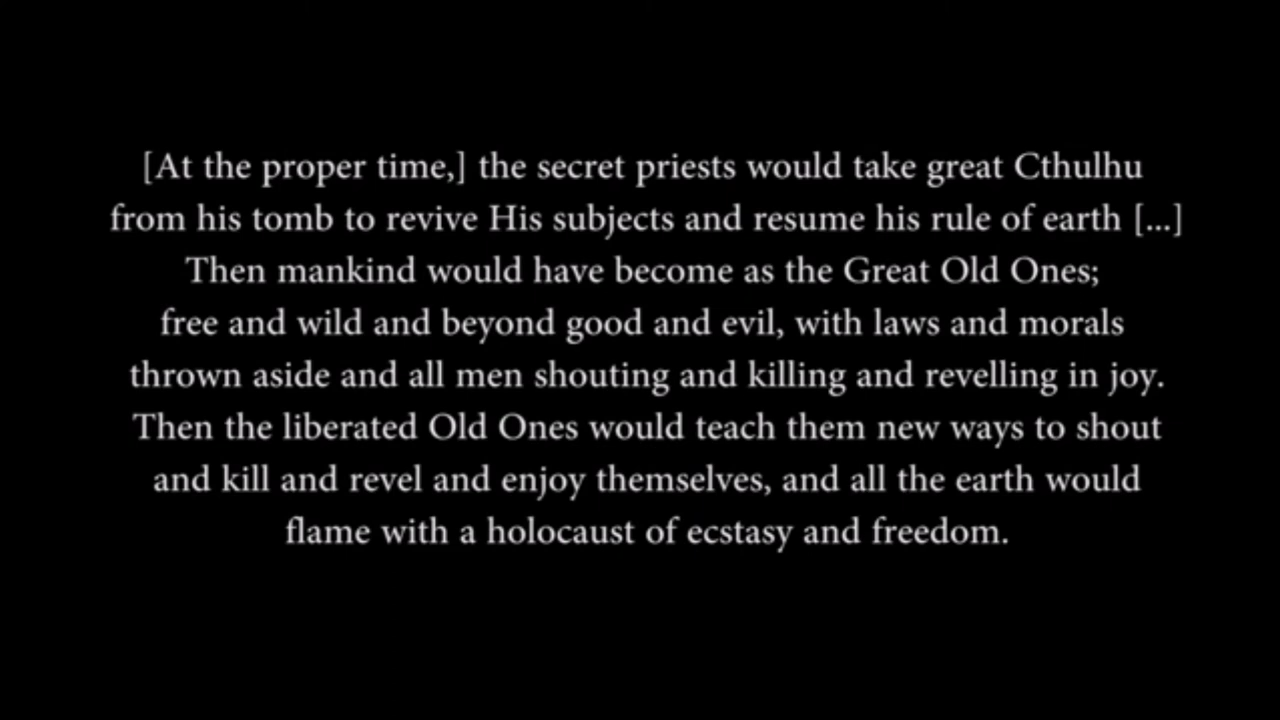 [At the proper time,] the secret priests would take great Cthulhu
from his tomb to revive His subjects and resume his rule of earth [...]
Then mankind would have become as the Great Old Ones;
free and wild and beyond good and evil, with laws and morals
thrown aside and all men shouting and killing and revelling in joy.
Then the liberated Old Ones would teach them new ways to shout
and kill and revel and enjoy themselves, and all the earth would
flame with a holocaust of ecstasy and freedom.